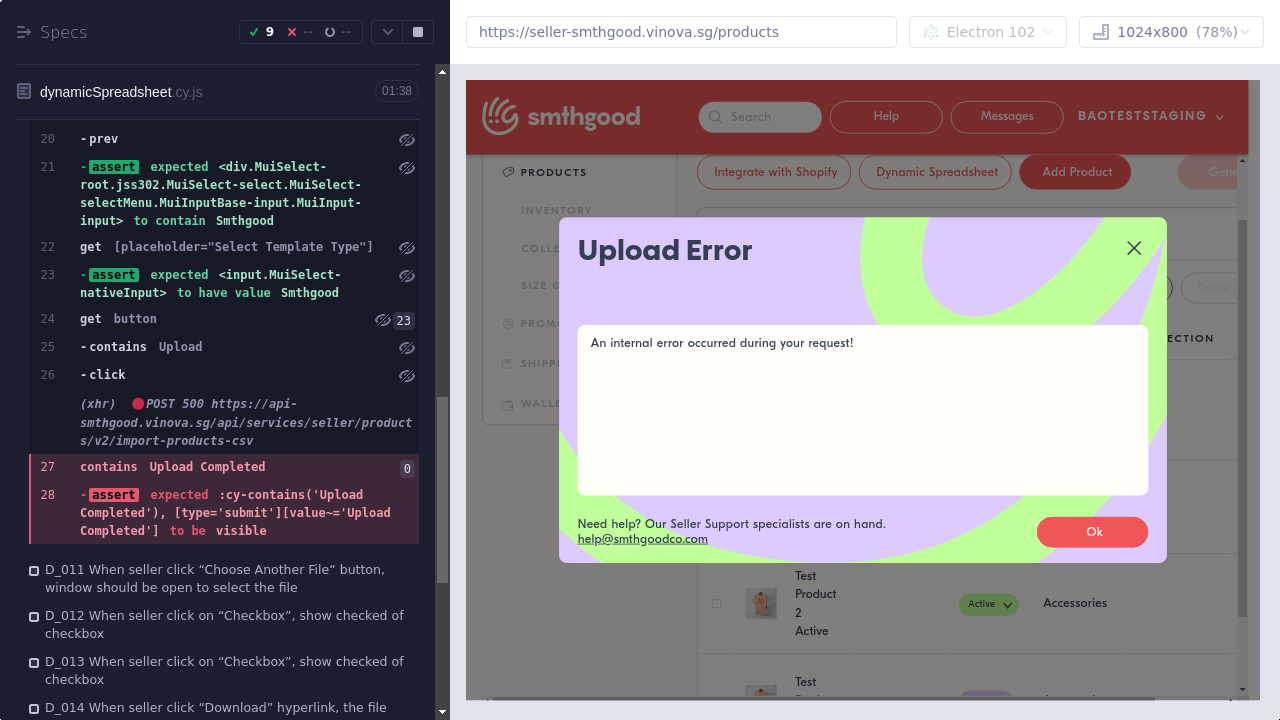 Specs
9
--
--
dynamicSpreadsheet.cy.js
01:38
20 -prev
21 -assert expected <div.MuiSelect-
root.jss302.MuiSelect-select.MuiSelect-
selectMenu.MuiInputBase-input.MuiInput-
input> to contain Smthgood
22 get [placeholder="Select Template Type"]
23 -assert expected <input.MuiSelect-
nativeInput> to have value Smthgood
24 get button 23
25 -contains Upload
26 -click
(xhr) POST 500 https://api-
smthgood.vinova.sg/api/services/seller/product
s/v2/import-products-csv
27 contains Upload Completed 0
28 -assert expected :cy-contains('Upload
Completed'), [type='submit'][value~='Upload
Completed'] to be visible
D_011 When seller click “Choose Another File” button,
window should be open to select the file
D_012 When seller click on “Checkbox”, show checked of
checkbox
D_013 When seller click on “Checkbox”, show checked of
checkbox
D_014 When seller click “Download” hyperlink, the file
https://seller-smthgood.vinova.sg/products
Electron 102
1024x800 (78%)
smthgood
Search
Help
Messages
BAOTESTSTAGING
PRODUCTS
INVENTORY
COLLE
SIZE G
PROMO
SHIPPI
WALLE
Integrate with Shopify
Dynamic Spreadsheet
Add Product
Gene
Delete
ECTION
Upload Error
An internal error occurred during your request!
Need help? Our Seller Support specialists are on hand.
help@smthgoodco.com
Ok
Test
Product
2
Active
Active
Accessories
Test